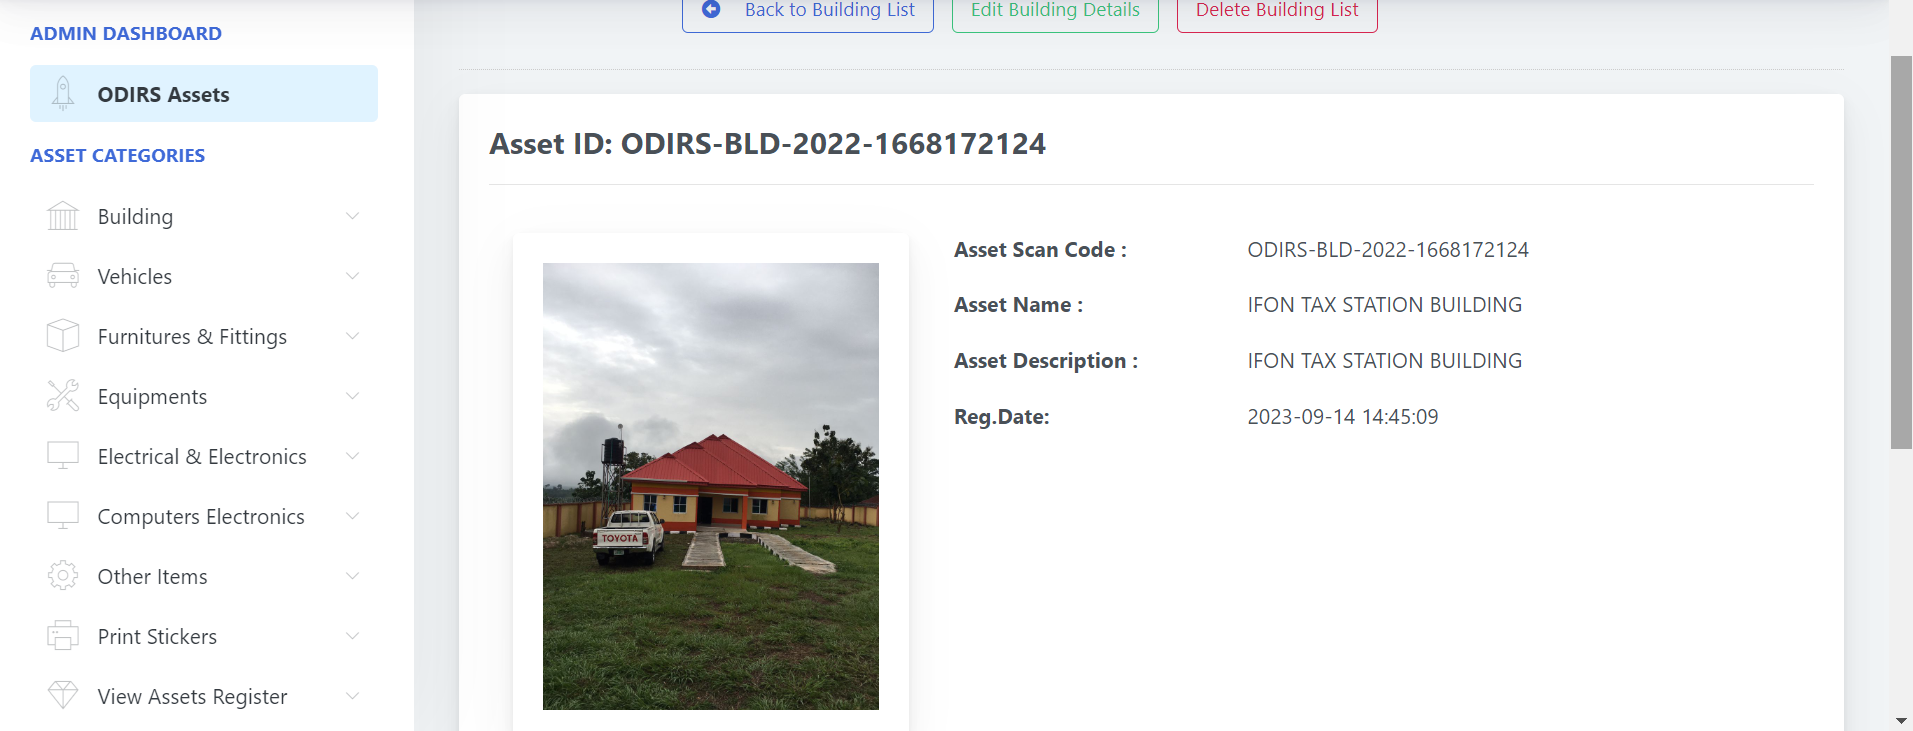 ADMIN DASHBOARD
ODIRS Assets
ASSET CATEGORIES
Building
Vehicles
Furnitures & Fittings
Equipments
Electrical & Electronics
Computers Electronics
Other Items
Print Stickers
View Assets Register
Back to Building List
Edit Building Details
Delete Building List
Asset ID: ODIRS-BLD-2022-1668172124
Asset Scan Code : ODIRS-BLD-2022-1668172124
Asset Name : IFON TAX STATION BUILDING
Asset Description : IFON TAX STATION BUILDING
Reg.Date: 2023-09-14 14:45:09
TOYOTA